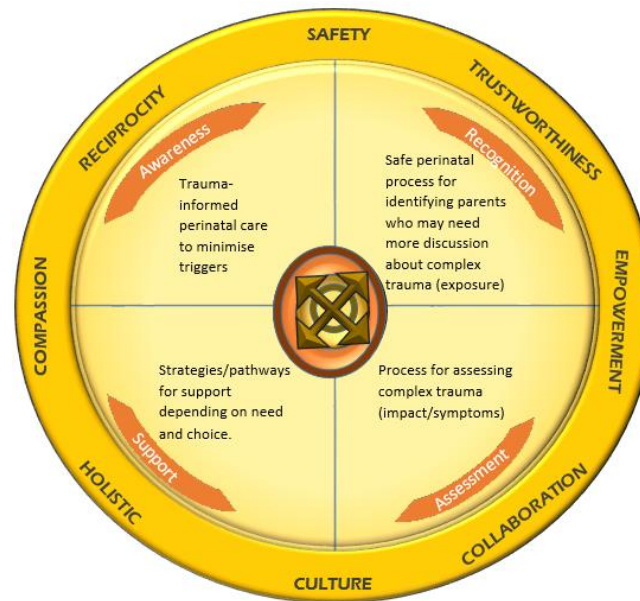 SAFETY
TRUSTWORTHINESS
EMPOWERMENT
COLLABORATION
CULTURE
HOLISTIC
COMPASSION
RECIPROCITY
Awareness
Trauma-
informed
perinatal care
to minimise
triggers
Recognition
Safe perinatal
process for
identifying parents
who may need
more discussion
about complex
trauma (exposure)
Support
Strategies/pathways
for support
depending on need
and choice.
Assessment
Process for assessing
complex trauma
(impact/symptoms)